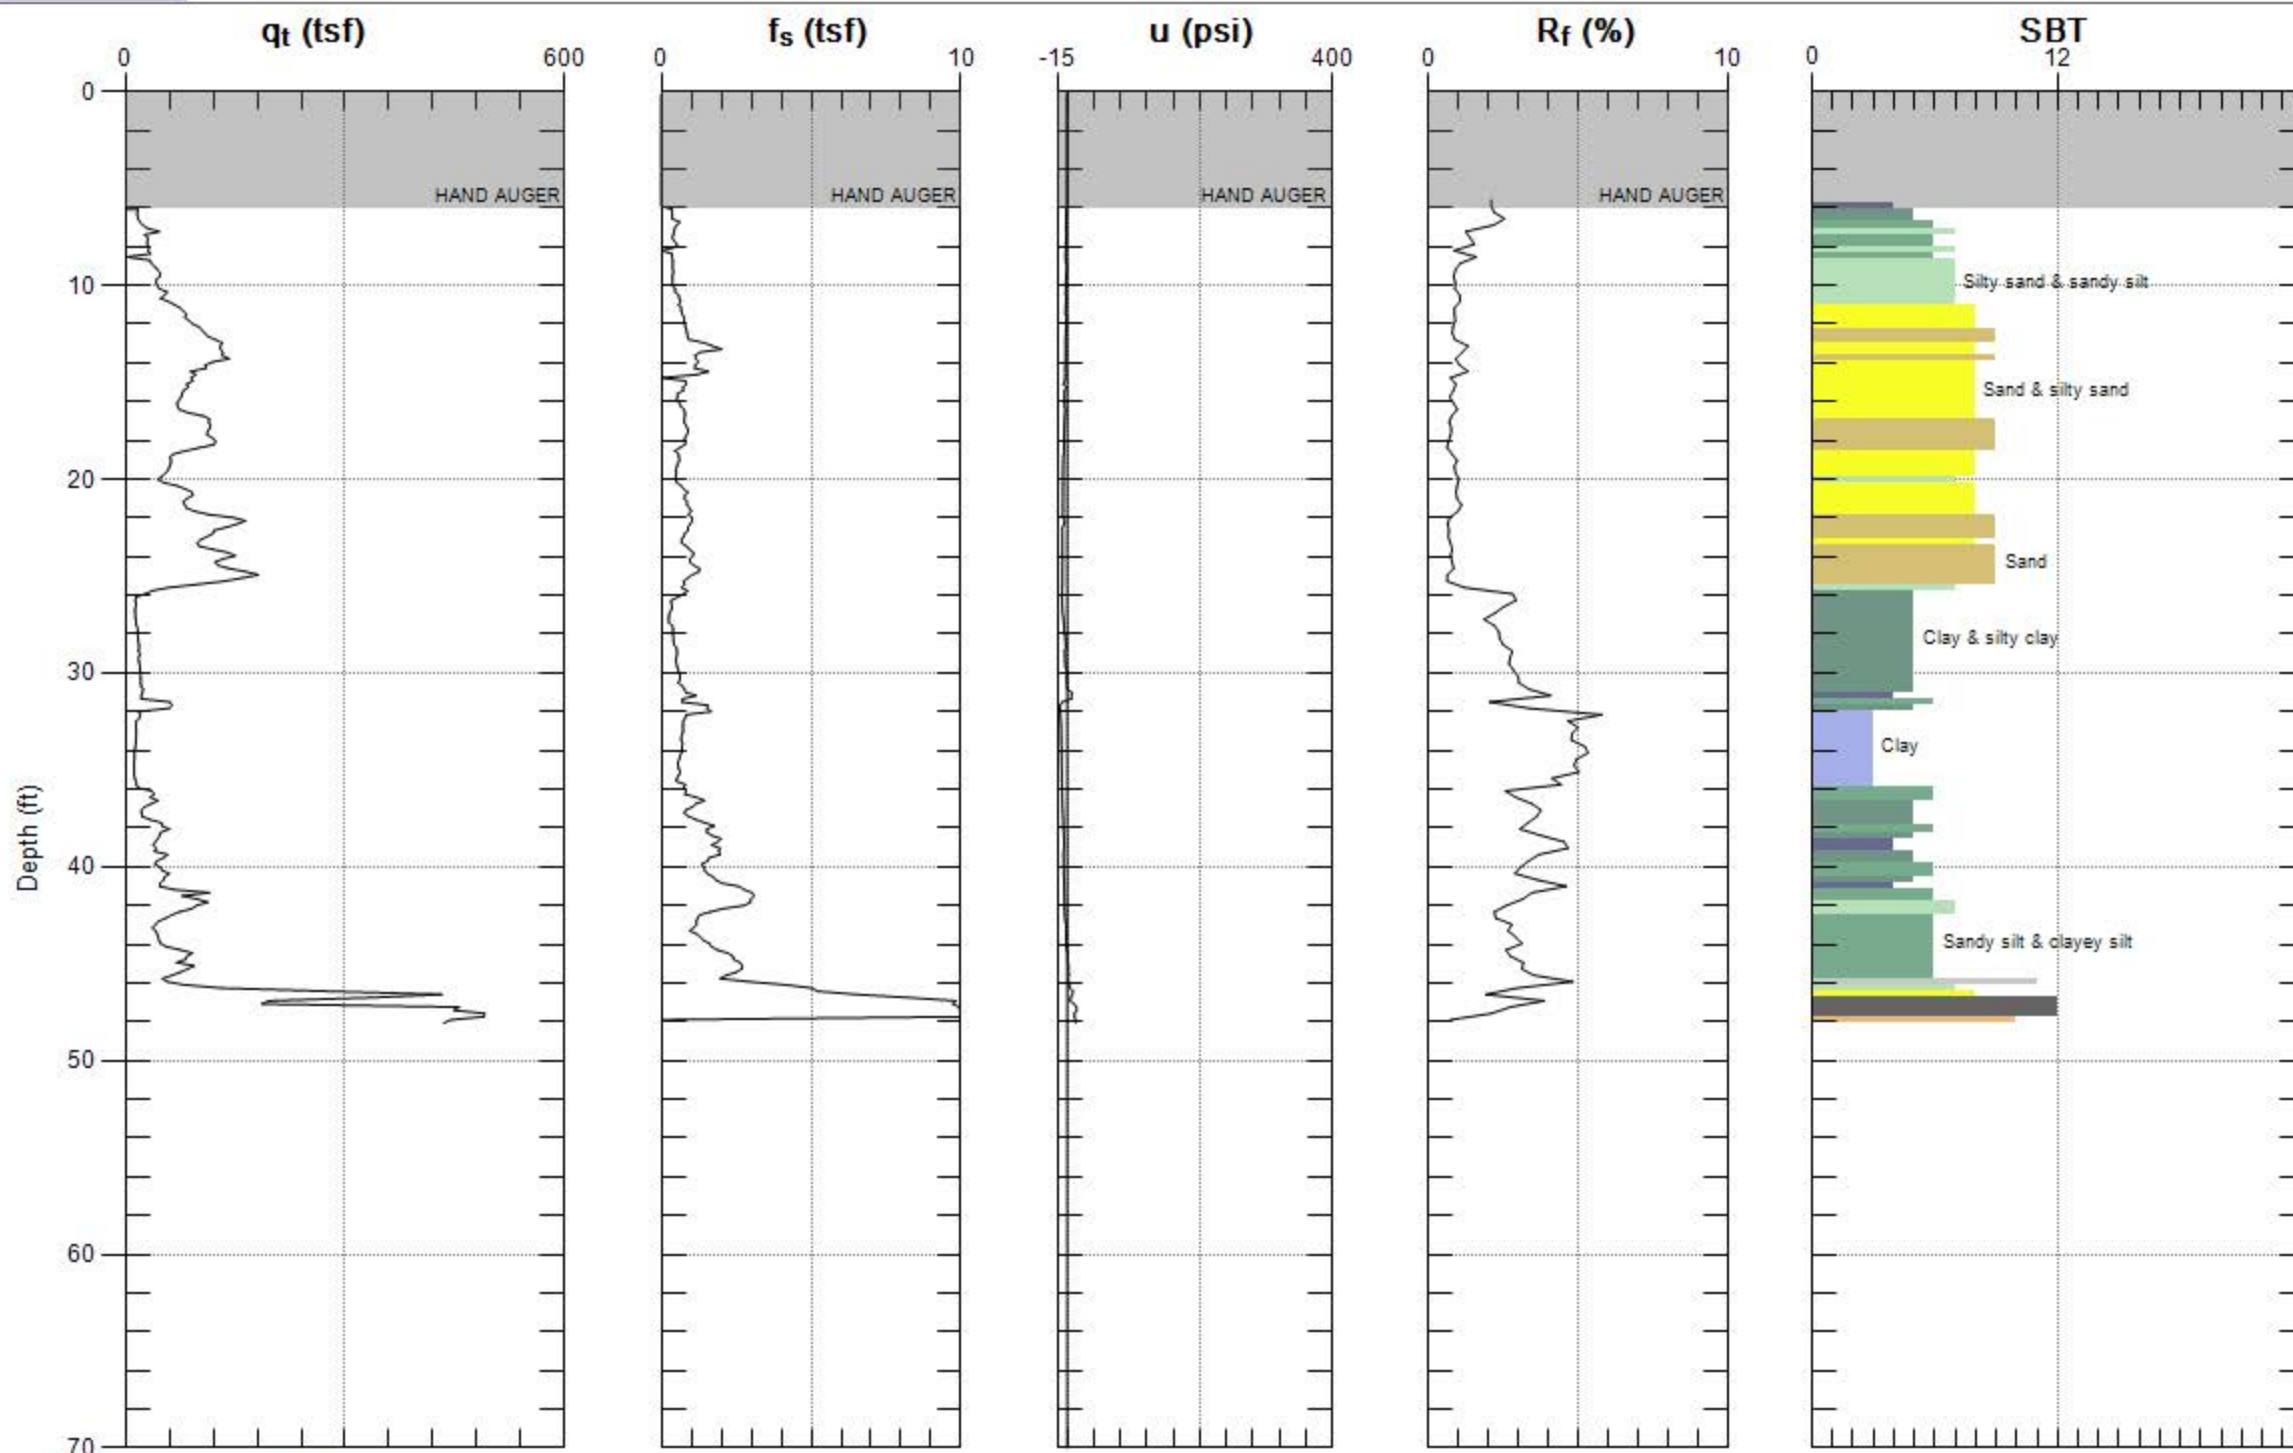 qt (tsf) fs (tsf) u (psi) Rf (%) SBT
0 600 0 10 -15 400 0 10 0 12
0
HAND AUGER HAND AUGER HAND AUGER HAND AUGER
10
Silty sand & sandy silt
Sand & silty sand
20
Sand
Clay & silty clay
30
Clay
Depth (ft)
40
Sandy silt & clayey silt
50
60
70